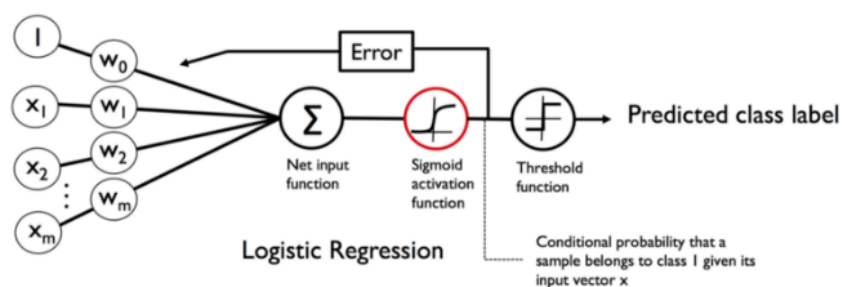 1
w0
Error
x1
w1
Σ
Predicted class label
x2
w2
Net input
function
Sigmoid
activation
function
Threshold
function
⋮
xm
wm
Logistic Regression
Conditional probability that a
sample belongs to class 1 given its
input vector x